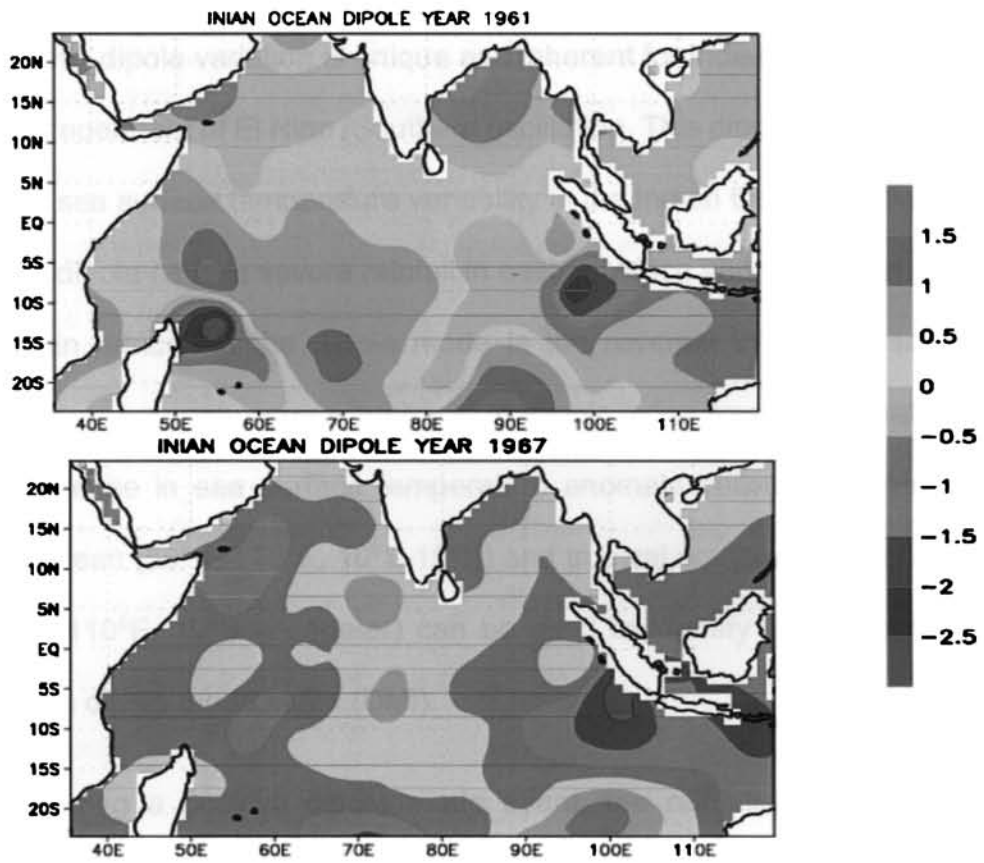 INIAN OCEAN DIPOLE YEAR 1961
20N
15N
10N
5N
EQ
5S
10S
15S
20S
40E 50E 60E 70E 80E 90E 100E 110E
INIAN OCEAN DIPOLE YEAR 1967
20N
15N
10N
5N
EQ
5S
10S
15S
20S
40E 50E 60E 70E 80E 90E 100E 110E
1.5
1
0.5
0
-0.5
-1
-1.5
-2
-2.5